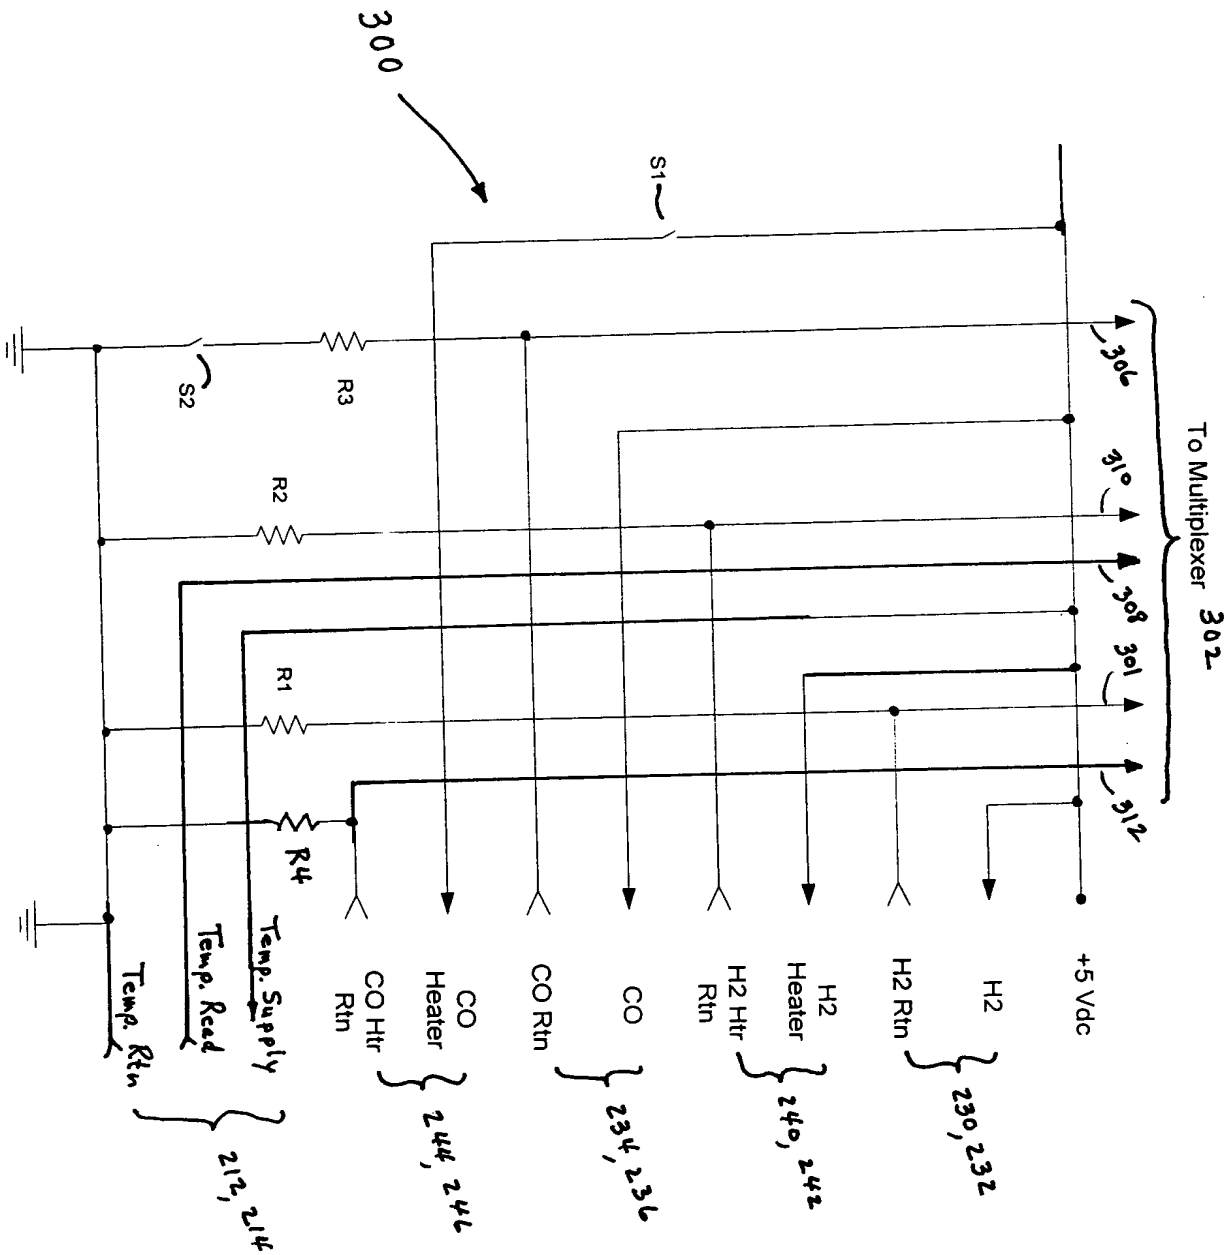 300
S1
To Multiplexer 302
306
310
308
301
312
S2
R3
R2
R1
R4
+5 Vdc
H2
H2 Rtn
230, 232
H2
Heater
H2 Htr
Rtn
240, 242
CO
CO Rtn
234, 236
CO
Heater
CO Htr
Rtn
244, 246
Temp. Supply
Temp. Read
Temp. Rtn
212, 214